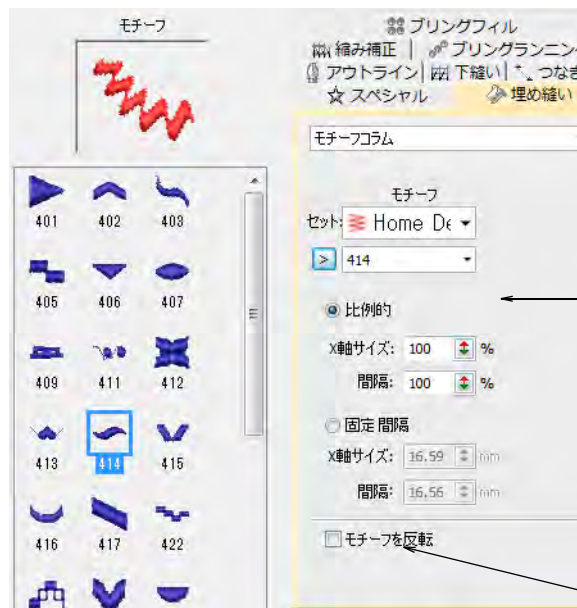 モチーフ
401 402 403
405 406 407
409 411 412
413 414 415
416 417 422
ブリングフィル
縮み補正 ブリングランニン
アウトライン 下縫い つなぎ
スペシャル 埋め縫い
モチーフコラム
モチーフ
セット: Home De
> 414
比例的
X軸サイズ: 100 %
間隔: 100 %
固定 間隔
X軸サイズ: 16.59 mm
間隔: 16.56 mm
モチーフを反転